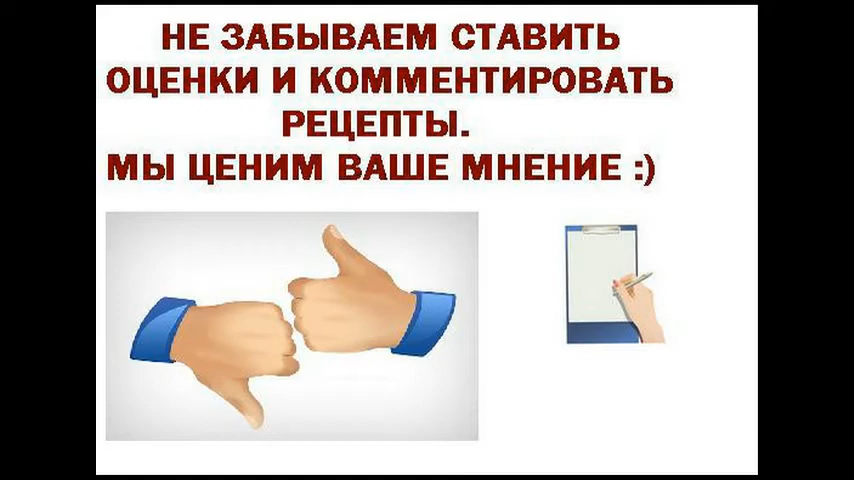 НЕ ЗАБЫВАЕМ СТАВИТЬ
ОЦЕНКИ И КОММЕНТИРОВАТЬ
РЕЦЕПТЫ.
МЫ ЦЕНИМ ВАШЕ МНЕНИЕ :)